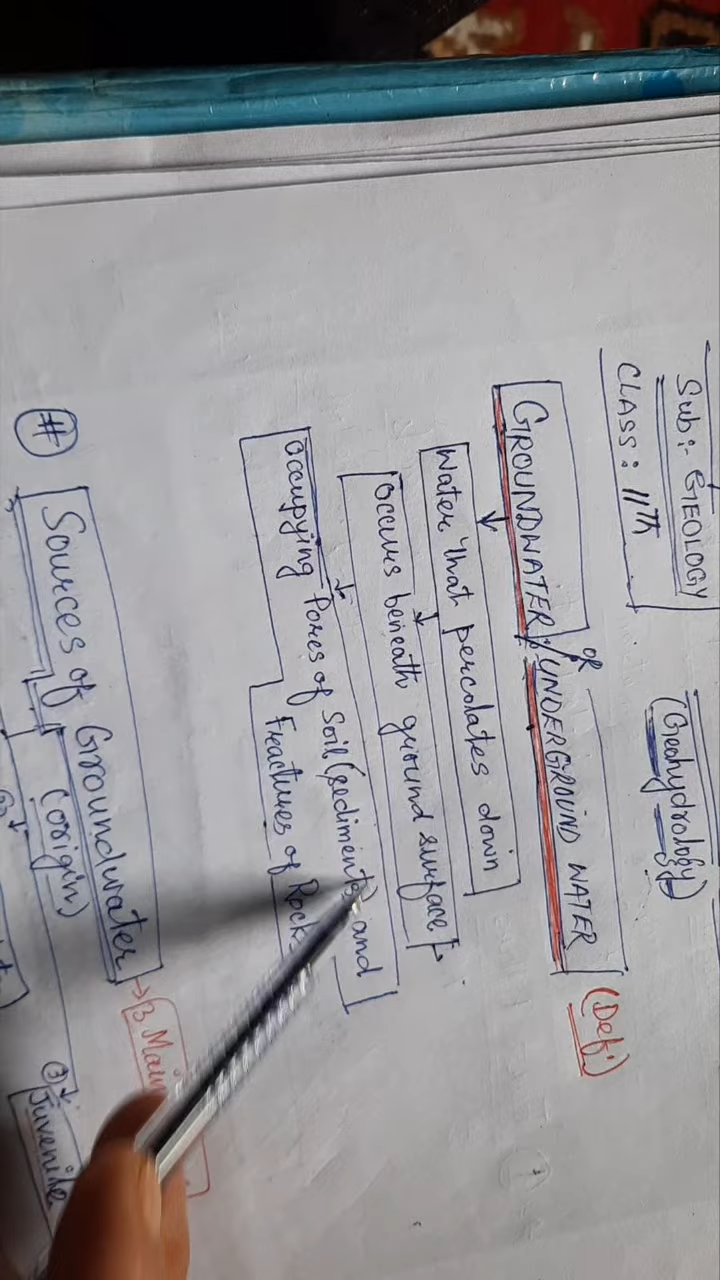 Sub:- GEOLOGY
(Geohydrology)
CLASS: 11th
OR
GROUNDWATER / UNDERGROUND WATER (Def:)
Water that percolates down
Occurs beneath ground surface
Occupying Pores of Soil (sediments) and
Fractures of Rocks
# Sources of Groundwater → 3 Main
(origin)
③ Juvenile